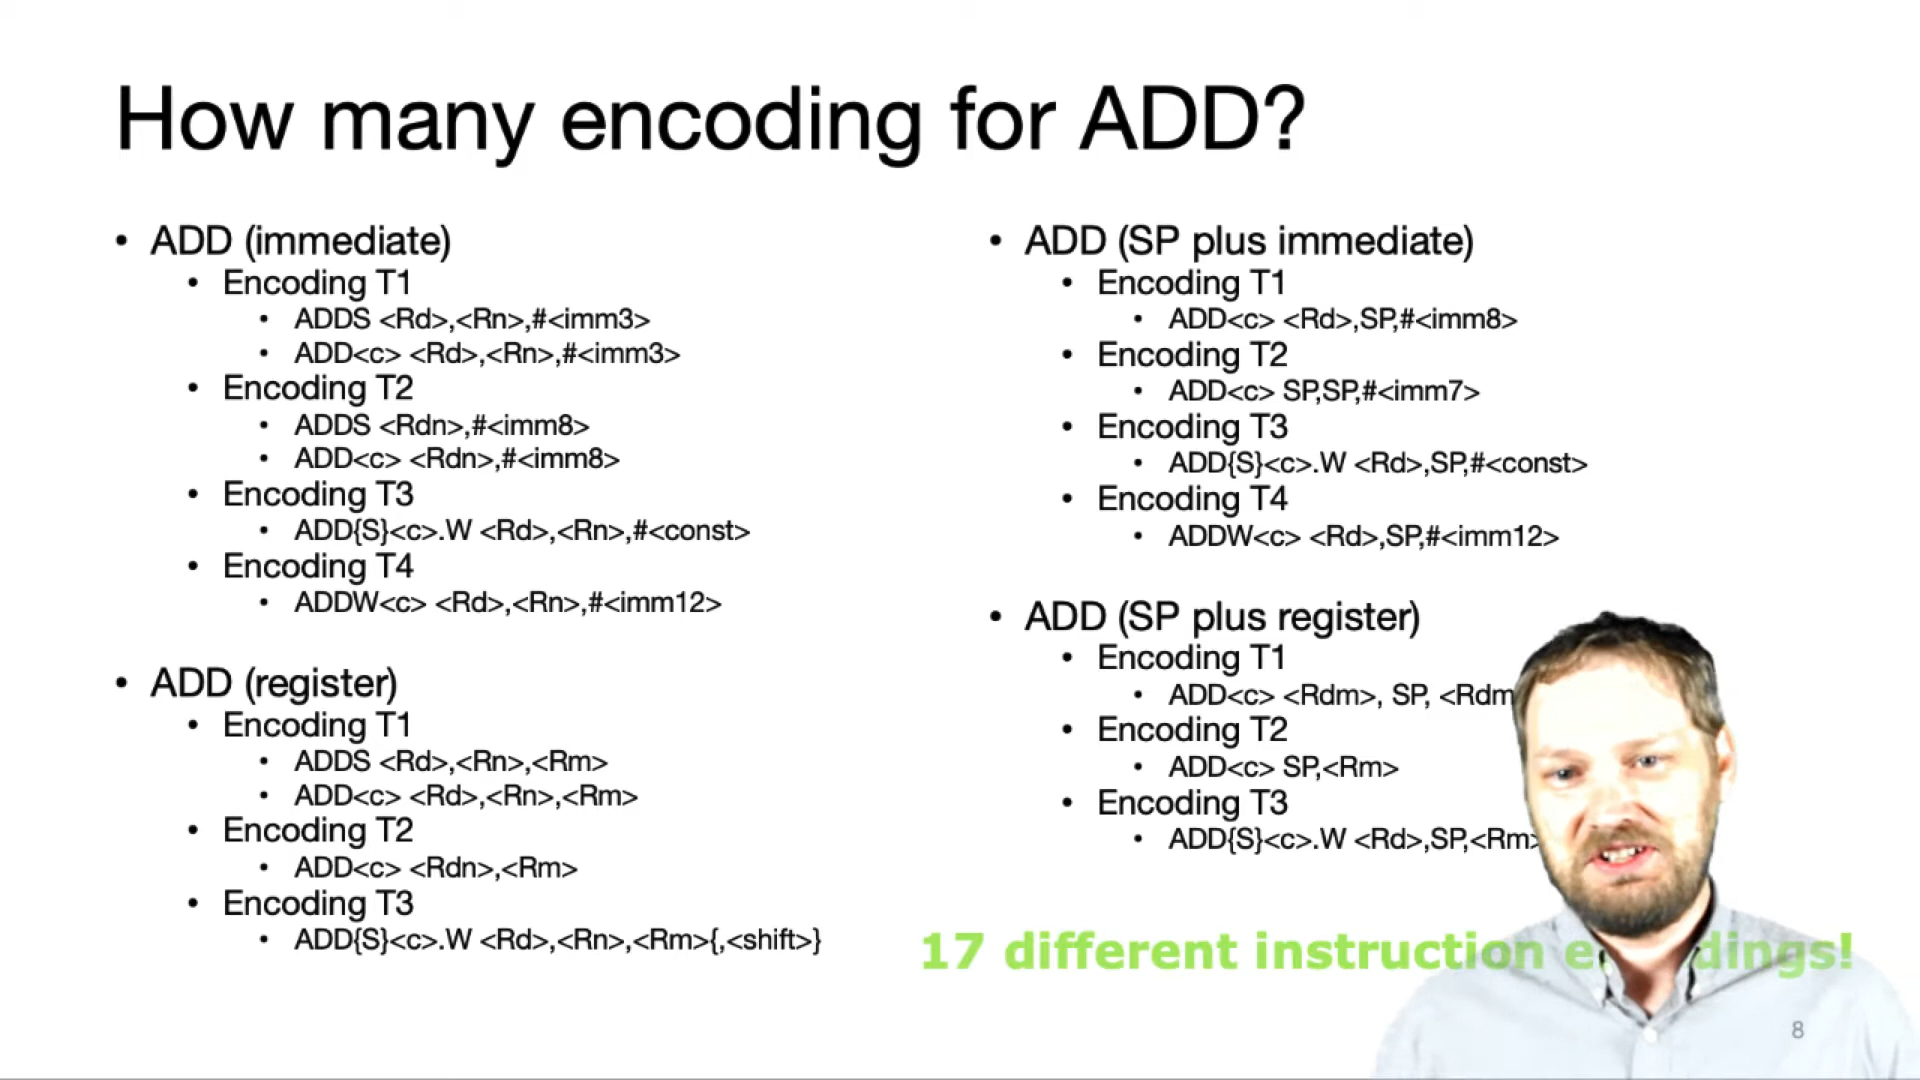 How many encoding for ADD?
• ADD (immediate)
• Encoding T1
• ADDS <Rd>,<Rn>,#<imm3>
• ADD<c> <Rd>,<Rn>,#<imm3>
• Encoding T2
• ADDS <Rdn>,#<imm8>
• ADD<c> <Rdn>,#<imm8>
• Encoding T3
• ADD{S}<c>.W <Rd>,<Rn>,#<const>
• Encoding T4
• ADDW<c> <Rd>,<Rn>,#<imm12>
• ADD (register)
• Encoding T1
• ADDS <Rd>,<Rn>,<Rm>
• ADD<c> <Rd>,<Rn>,<Rm>
• Encoding T2
• ADD<c> <Rdn>,<Rm>
• Encoding T3
• ADD{S}<c>.W <Rd>,<Rn>,<Rm>{,<shift>}
• ADD (SP plus immediate)
• Encoding T1
• ADD<c> <Rd>,SP,#<imm8>
• Encoding T2
• ADD<c> SP,SP,#<imm7>
• Encoding T3
• ADD{S}<c>.W <Rd>,SP,#<const>
• Encoding T4
• ADDW<c> <Rd>,SP,#<imm12>
• ADD (SP plus register)
• Encoding T1
• ADD<c> <Rdm>, SP, <Rdm
• Encoding T2
• ADD<c> SP,<Rm>
• Encoding T3
• ADD{S}<c>.W <Rd>,SP,<Rm>
17 different instruction
8